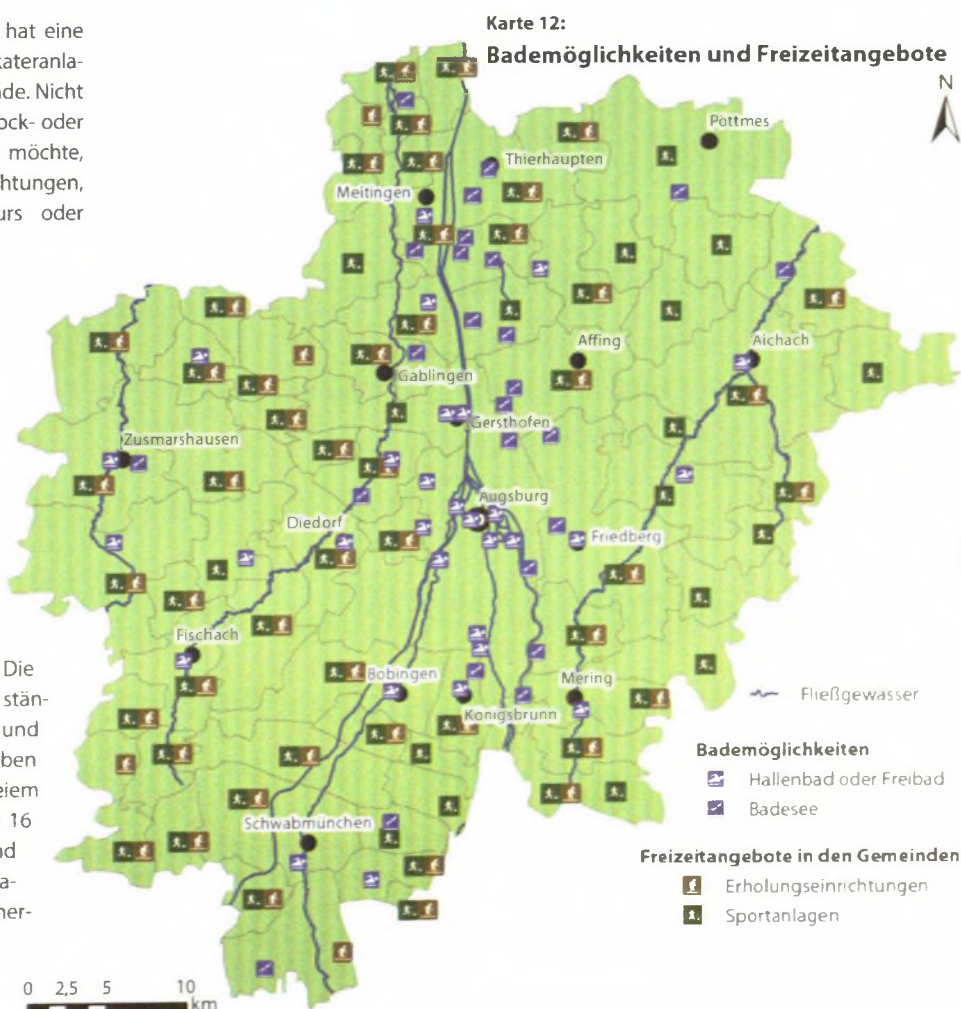 hat eine
kateranla-
nde. Nicht
ock- oder
möchte,
chtungen,
urs oder
Die
stän-
und
ben
eiem
16
nd
a-
ner-
Karte 12:
Bademöglichkeiten und Freizeitangebote
N
Pöttmes
Thierhaupten
Meitingen
Aichach
Affing
Gablingen
Gersthofen
Zusmarshausen
Augsburg
Diedorf
Friedberg
Fischach
Bobingen
Mering
Königsbrunn
Schwabmünchen
Fließgewässer
Bademöglichkeiten
Hallenbad oder Freibad
Badesee
Freizeitangebote in den Gemeinden
Erholungseinrichtungen
Sportanlagen
0 2,5 5 10
km